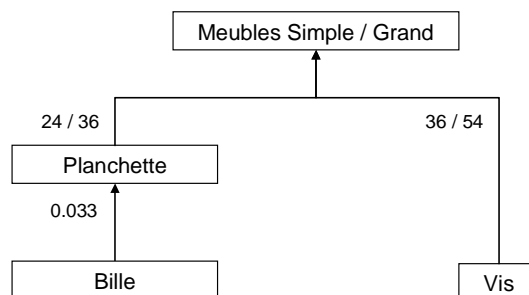 Meubles Simple / Grand
24 / 36
36 / 54
Planchette
0.033
Bille
Vis